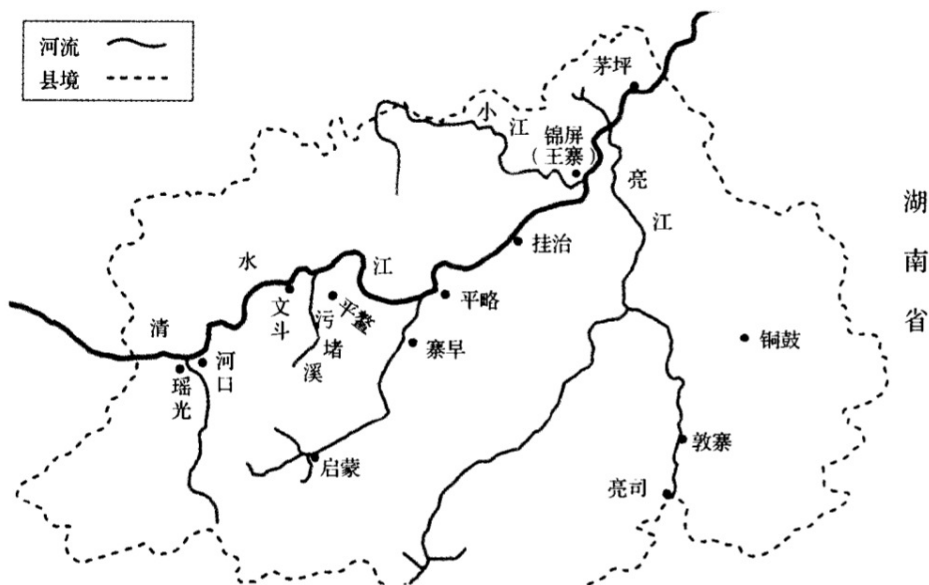 河流
县境
茅坪
小江
锦屏
（王寨）
亮江
湖南省
挂治
清水江
文斗
平鳌
污堵溪
平略
寨早
铜鼓
河口
瑶光
启蒙
敦寨
亮司